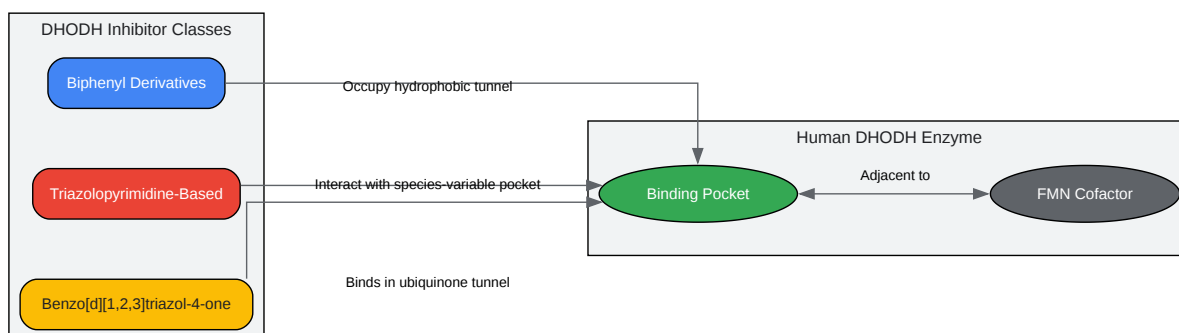 DHODH Inhibitor Classes
Biphenyl Derivatives
Occupy hydrophobic tunnel
Human DHODH Enzyme
Triazolopyrimidine-Based
Interact with species-variable pocket
Binding Pocket
Adjacent to
FMN Cofactor
Benzo[d][1,2,3]triazol-4-one
Binds in ubiquinone tunnel